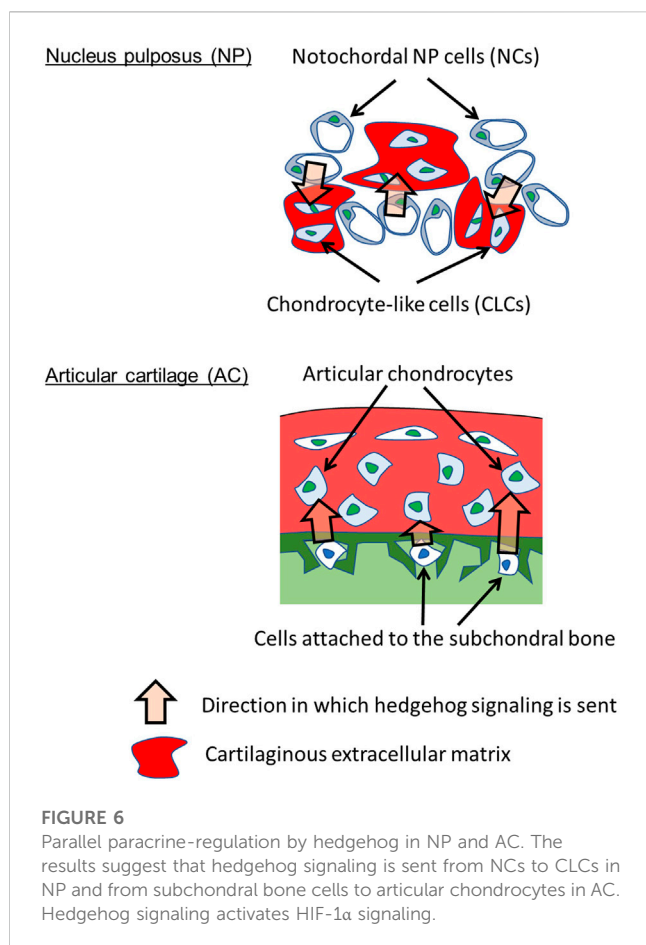 Nucleus pulposus (NP)
Notochordal NP cells (NCs)
Chondrocyte-like cells (CLCs)
Articular cartilage (AC)
Articular chondrocytes
Cells attached to the subchondral bone
Direction in which hedgehog signaling is sent
Cartilaginous extracellular matrix
FIGURE 6
Parallel paracrine-regulation by hedgehog in NP and AC. The
results suggest that hedgehog signaling is sent from NCs to CLCs in
NP and from subchondral bone cells to articular chondrocytes in AC.
Hedgehog signaling activates HIF-1α signaling.